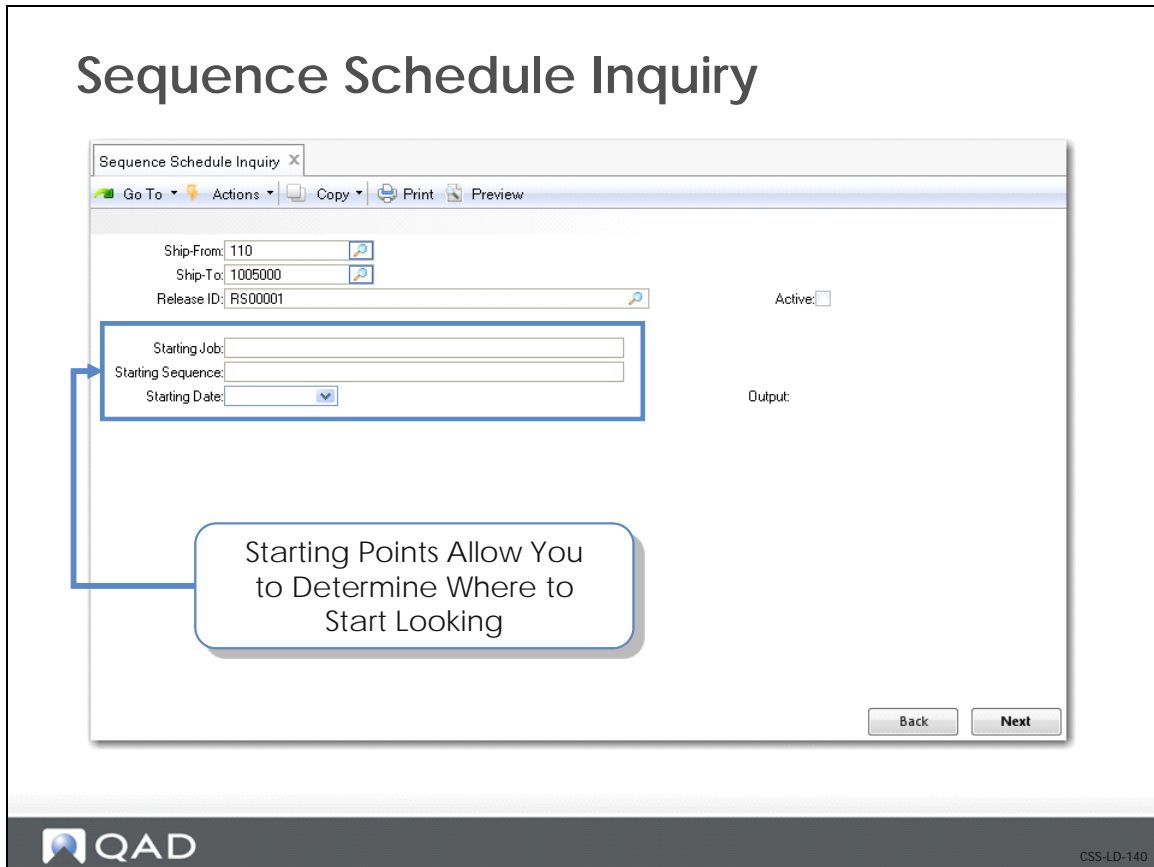 Sequence Schedule Inquiry
Sequence Schedule Inquiry X
Go To Actions Copy Print Preview
Ship-From: 110
Ship-To: 1005000
Release ID: RS00001 Active:
Starting Job:
Starting Sequence:
Starting Date: Output:
Starting Points Allow You
to Determine Where to
Start Looking
Back Next
QAD
CSS-LD-140